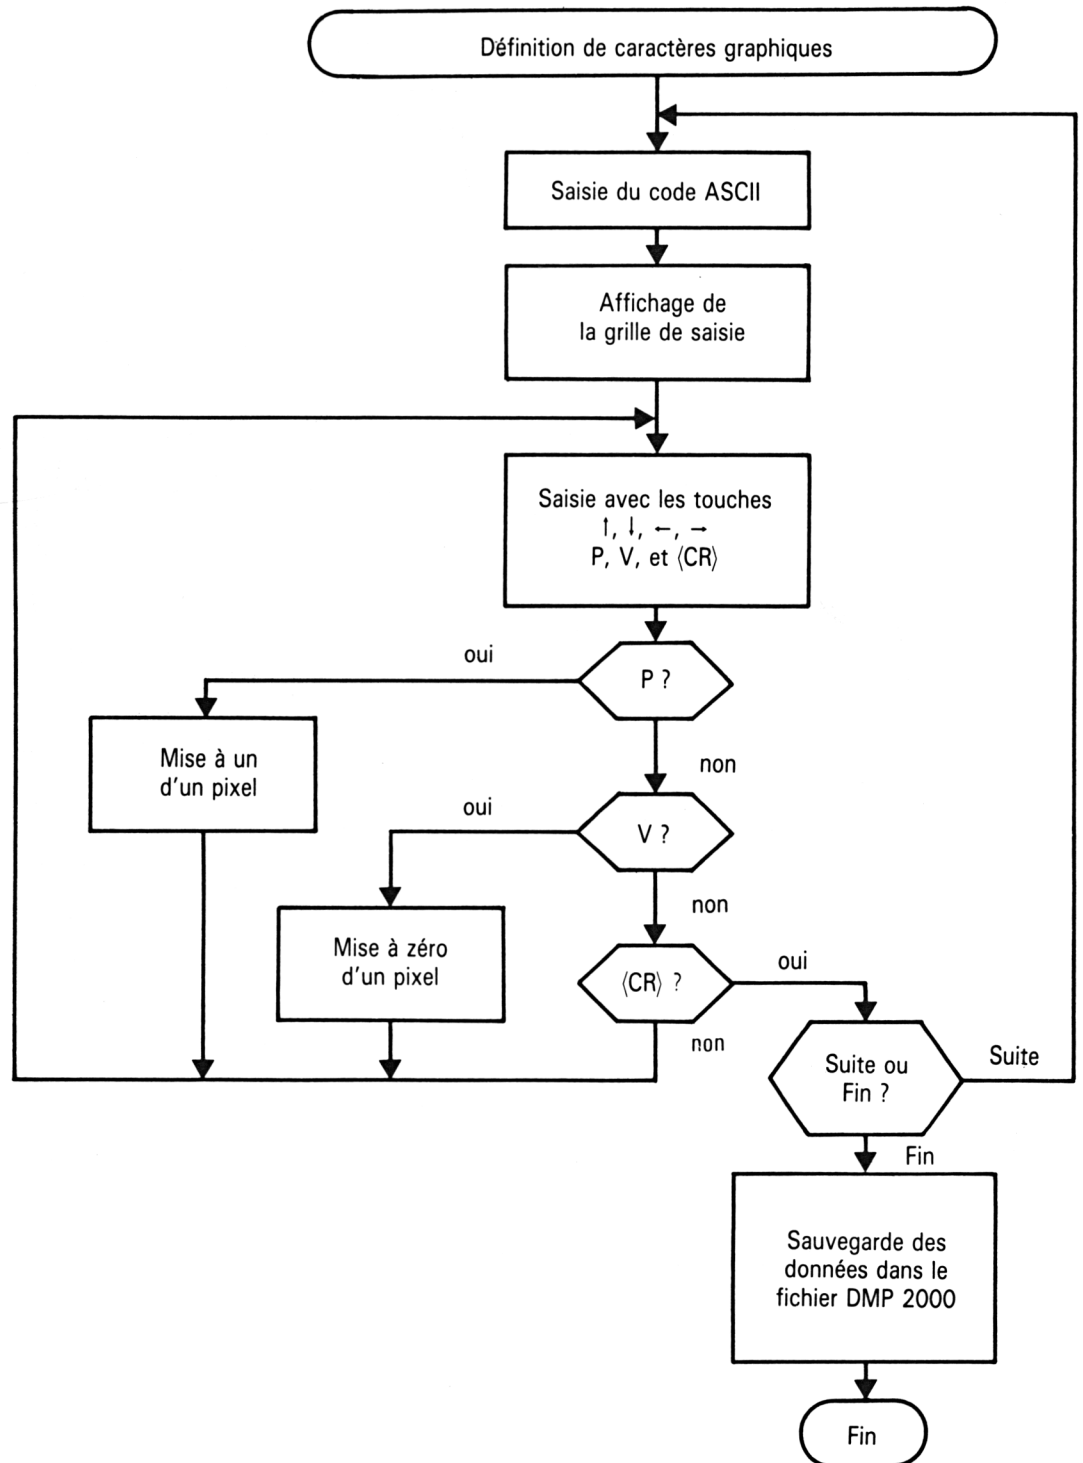 Définition de caractères graphiques
Saisie du code ASCII
Affichage de
la grille de saisie
Saisie avec les touches
↑, ↓, ←, →
P, V, et ⟨CR⟩
oui
P ?
Mise à un
d'un pixel
non
oui
V ?
non
Mise à zéro
d'un pixel
⟨CR⟩ ?
oui
non
Suite ou
Fin ?
Suite
Fin
Sauvegarde des
données dans le
fichier DMP 2000
Fin